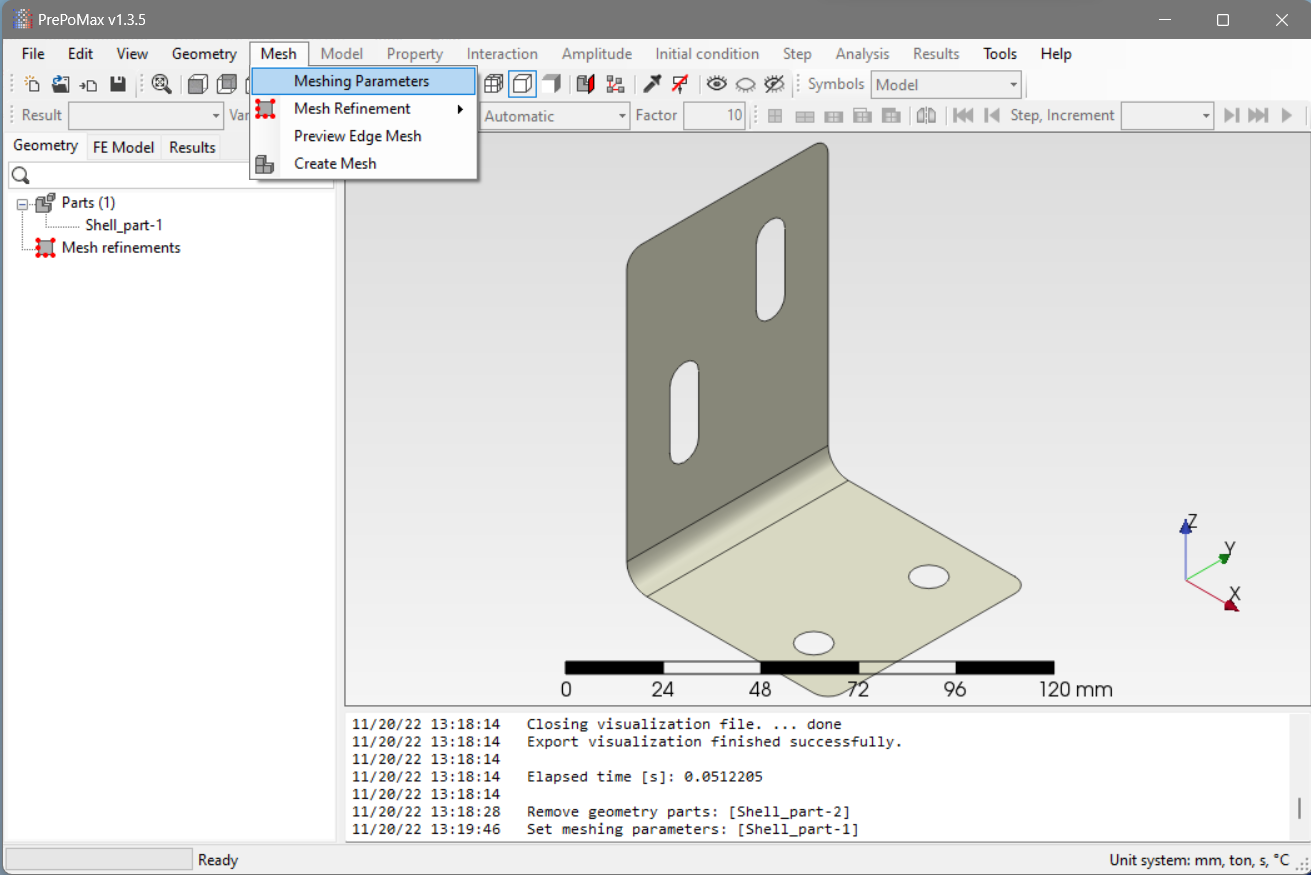 PrePoMax v1.3.5
File Edit View Geometry Mesh Model Property Interaction Amplitude Initial condition Step Analysis Results Tools Help
Symbols Model
Result Var Automatic Factor 10 Step, Increment
Meshing Parameters
Mesh Refinement
Preview Edge Mesh
Create Mesh
Geometry FE Model Results
Parts (1)
Shell_part-1
Mesh refinements
Z
Y
X
0 24 48 72 96 120 mm
11/20/22 13:18:14 Closing visualization file. ... done
11/20/22 13:18:14 Export visualization finished successfully.
11/20/22 13:18:14
11/20/22 13:18:14 Elapsed time [s]: 0.0512205
11/20/22 13:18:14
11/20/22 13:18:28 Remove geometry parts: [Shell_part-2]
11/20/22 13:19:46 Set meshing parameters: [Shell_part-1]
Ready Unit system: mm, ton, s, °C